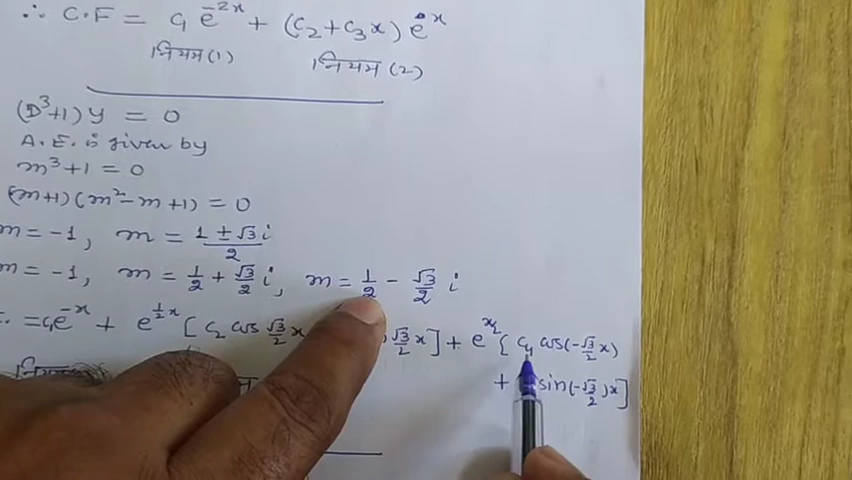 ∴ C.F = C₁ e^{-2x} + (C₂ + C₃x) e^{x}
नियम (1) नियम (2)
(D³+1) y = 0
A.E. is given by
m³ + 1 = 0
(m+1)(m² - m + 1) = 0
m = -1, m = (1 ± √3 i)/2
m = -1, m = 1/2 + √3/2 i, m = 1/2 - √3/2 i
= C₁e^{-x} + e^{1/2 x} [C₂ cos √3/2 x √3/2 x] + e^{x/2} [C₄ cos(-√3/2 x)
+ sin(-√3/2)x]